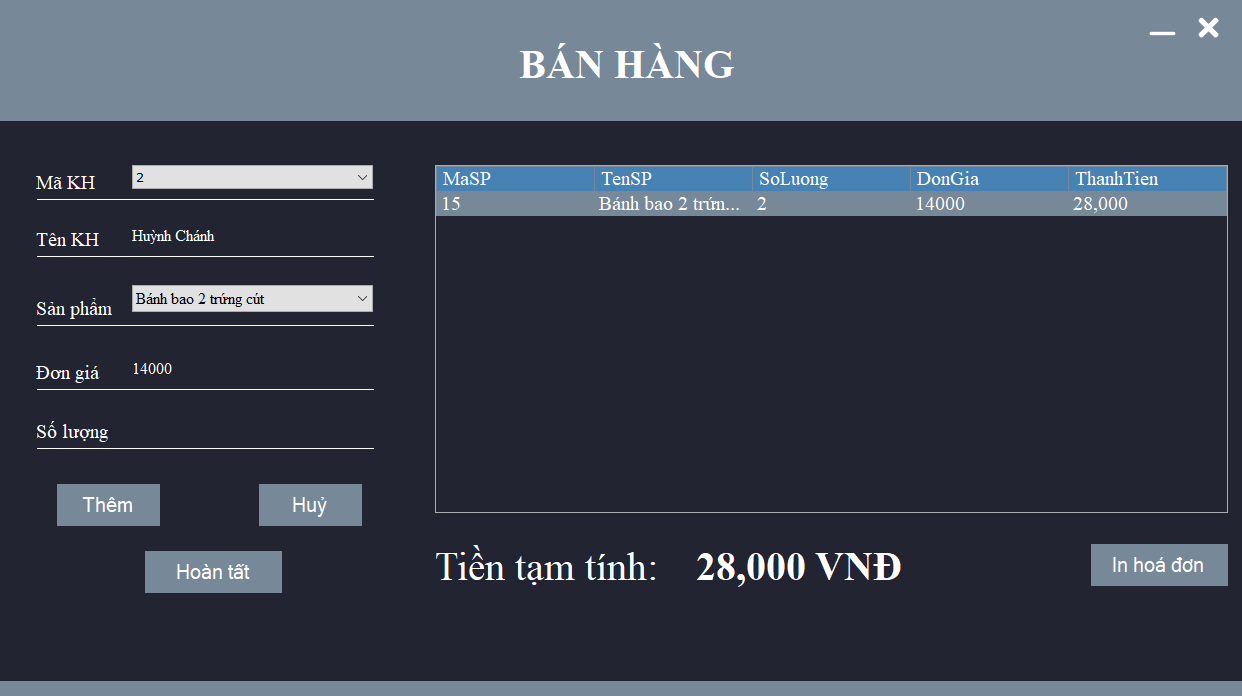 BÁN HÀNG
Mã KH 2
Tên KH Huỳnh Chánh
Sản phẩm Bánh bao 2 trứng cút
Đơn giá 14000
Số lượng
Thêm Huỷ
Hoàn tất
MaSP TenSP SoLuong DonGia ThanhTien
15 Bánh bao 2 trứn... 2 14000 28,000
Tiền tạm tính: 28,000 VNĐ
In hoá đơn